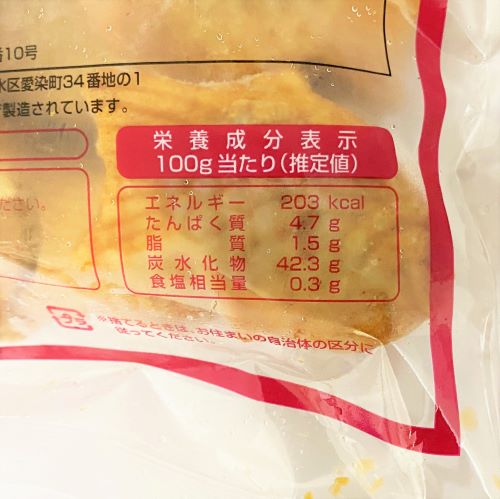 番10号
水区愛染町34番地の1
製造されています。
ださい。
栄養成分表示
100g当たり(推定値)
エネルギー 203 kcal
たんぱく質 4.7 g
脂質 1.5 g
炭水化物 42.3 g
食塩相当量 0.3 g
プラ
※捨てるときは、お住まいの自治体の区分に
従ってください。